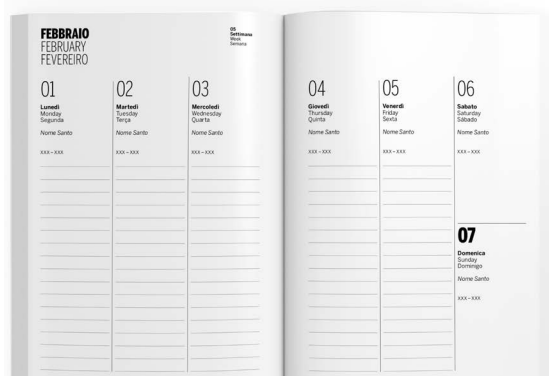 FEBBRAIO
FEBRUARY
FEVEREIRO
05
Settimana
Week
Semana
01
Lunedì
Monday
Segunda
Nome Santo
XXX – XXX
02
Martedì
Tuesday
Terça
Nome Santo
XXX – XXX
03
Mercoledì
Wednesday
Quarta
Nome Santo
XXX – XXX
04
Giovedì
Thursday
Quinta
Nome Santo
XXX – XXX
05
Venerdì
Friday
Sexta
Nome Santo
XXX – XXX
06
Sabato
Saturday
Sábado
Nome Santo
XXX – XXX
07
Domenica
Sunday
Domingo
Nome Santo
XXX – XXX